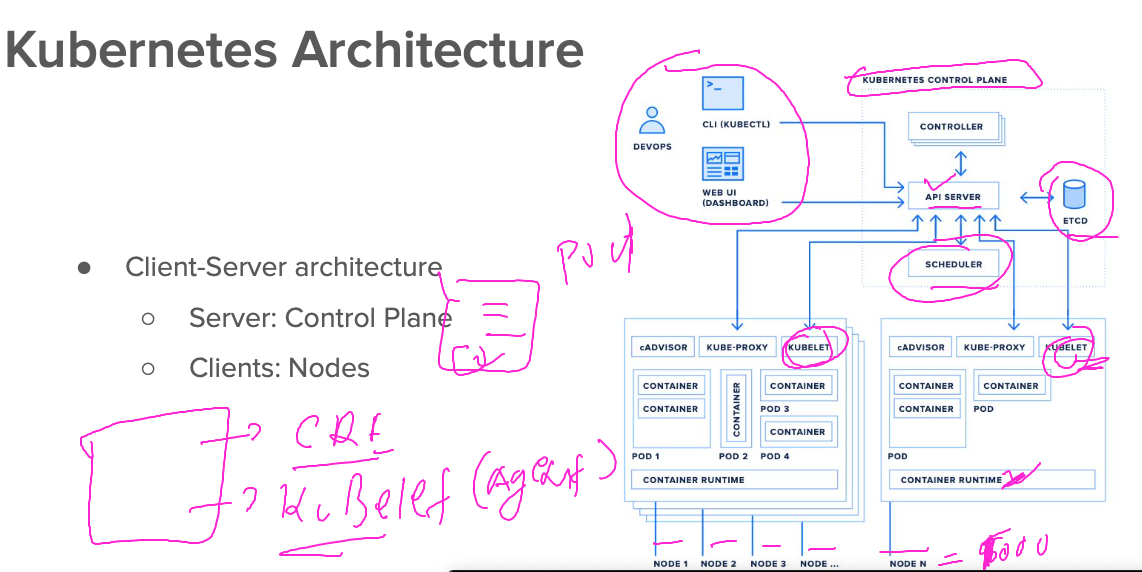 Kubernetes Architecture
KUBERNETES CONTROL PLANE
>_
CLI (KUBECTL)
DEVOPS
WEB UI
(DASHBOARD)
CONTROLLER
API SERVER
ETCD
SCHEDULER
● Client-Server architecture
○ Server: Control Plane
○ Clients: Nodes
cADVISOR
KUBE-PROXY
KUBELET
CONTAINER
CONTAINER
POD 1
CONTAINER
POD 2
CONTAINER
POD 3
CONTAINER
POD 4
CONTAINER RUNTIME
cADVISOR
KUBE-PROXY
KUBELET
CONTAINER
CONTAINER
POD
CONTAINER
POD
CONTAINER RUNTIME
CRE
KuBelet (Agent)
NODE 1
NODE 2
NODE 3
NODE ...
NODE N